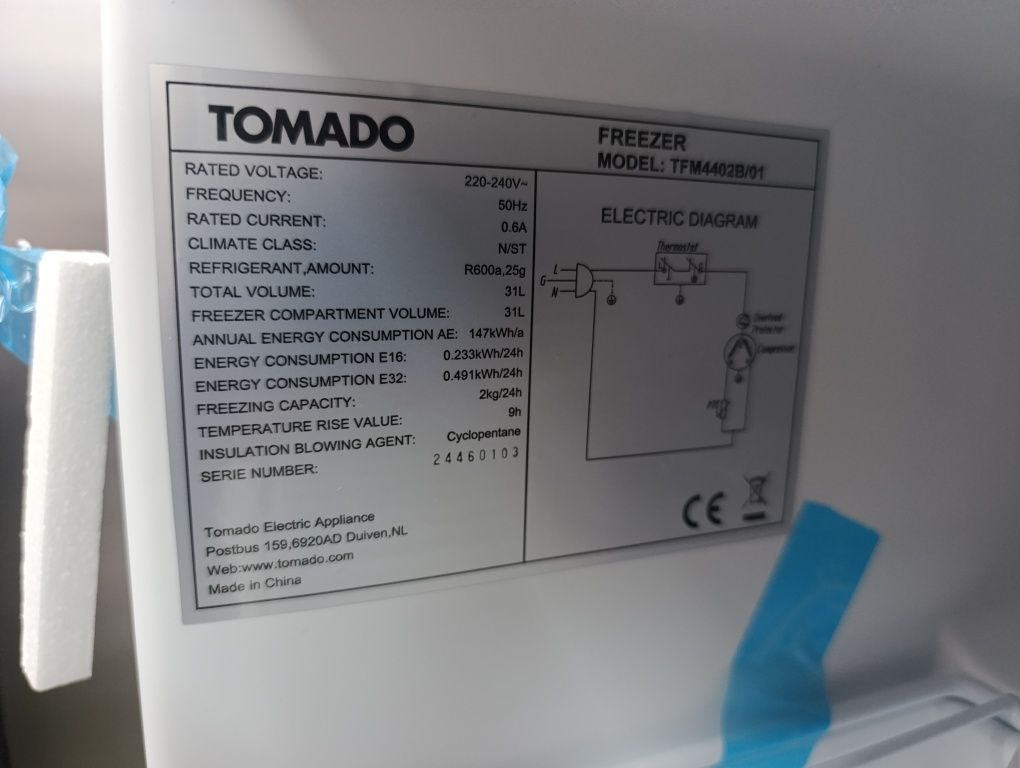 TOMADO
FREEZER
MODEL: TFM4402B/01
RATED VOLTAGE: 220-240V~
FREQUENCY: 50Hz
RATED CURRENT: 0.6A
CLIMATE CLASS: N/ST
REFRIGERANT,AMOUNT: R600a,25g
TOTAL VOLUME: 31L
FREEZER COMPARTMENT VOLUME: 31L
ANNUAL ENERGY CONSUMPTION AE: 147kWh/a
ENERGY CONSUMPTION E16: 0.233kWh/24h
ENERGY CONSUMPTION E32: 0.491kWh/24h
FREEZING CAPACITY: 2kg/24h
TEMPERATURE RISE VALUE: 9h
INSULATION BLOWING AGENT: Cyclopentane
SERIE NUMBER: 24460103
Tomado Electric Appliance
Postbus 159,6920AD Duiven,NL
Web:www.tomado.com
Made in China
ELECTRIC DIAGRAM
Thermostat
L
G
N
Compressor
CE